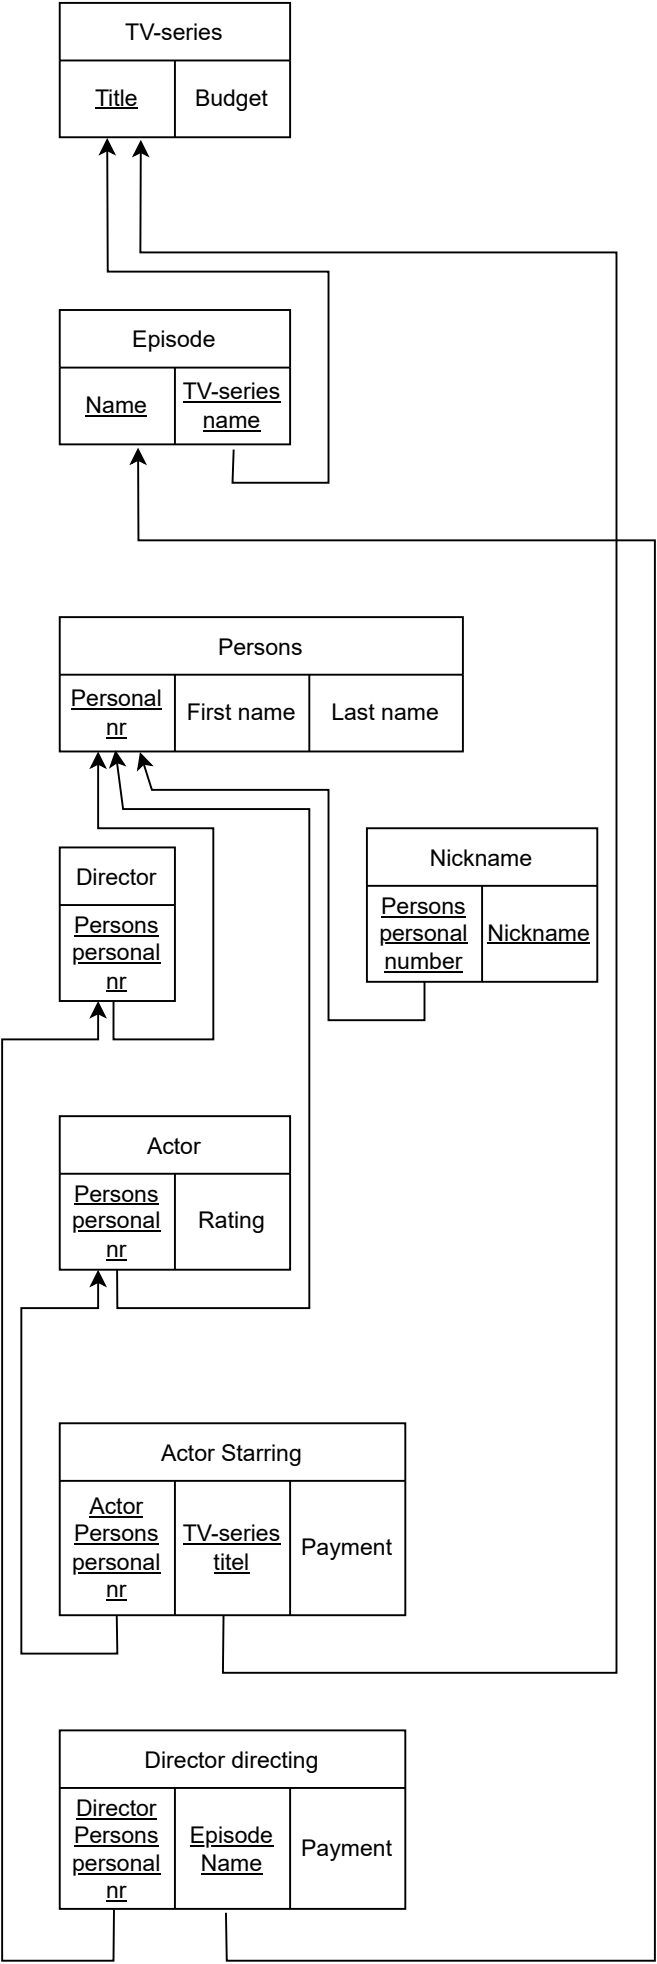 TV-series
Title
Budget
Episode
Name
TV-series
name
Persons
Personal
nr
First name
Last name
Director
Persons
personal
nr
Nickname
Persons
personal
number
Nickname
Actor
Persons
personal
nr
Rating
Actor Starring
Actor
Persons
personal
nr
TV-series
titel
Payment
Director directing
Director
Persons
personal
nr
Episode
Name
Payment